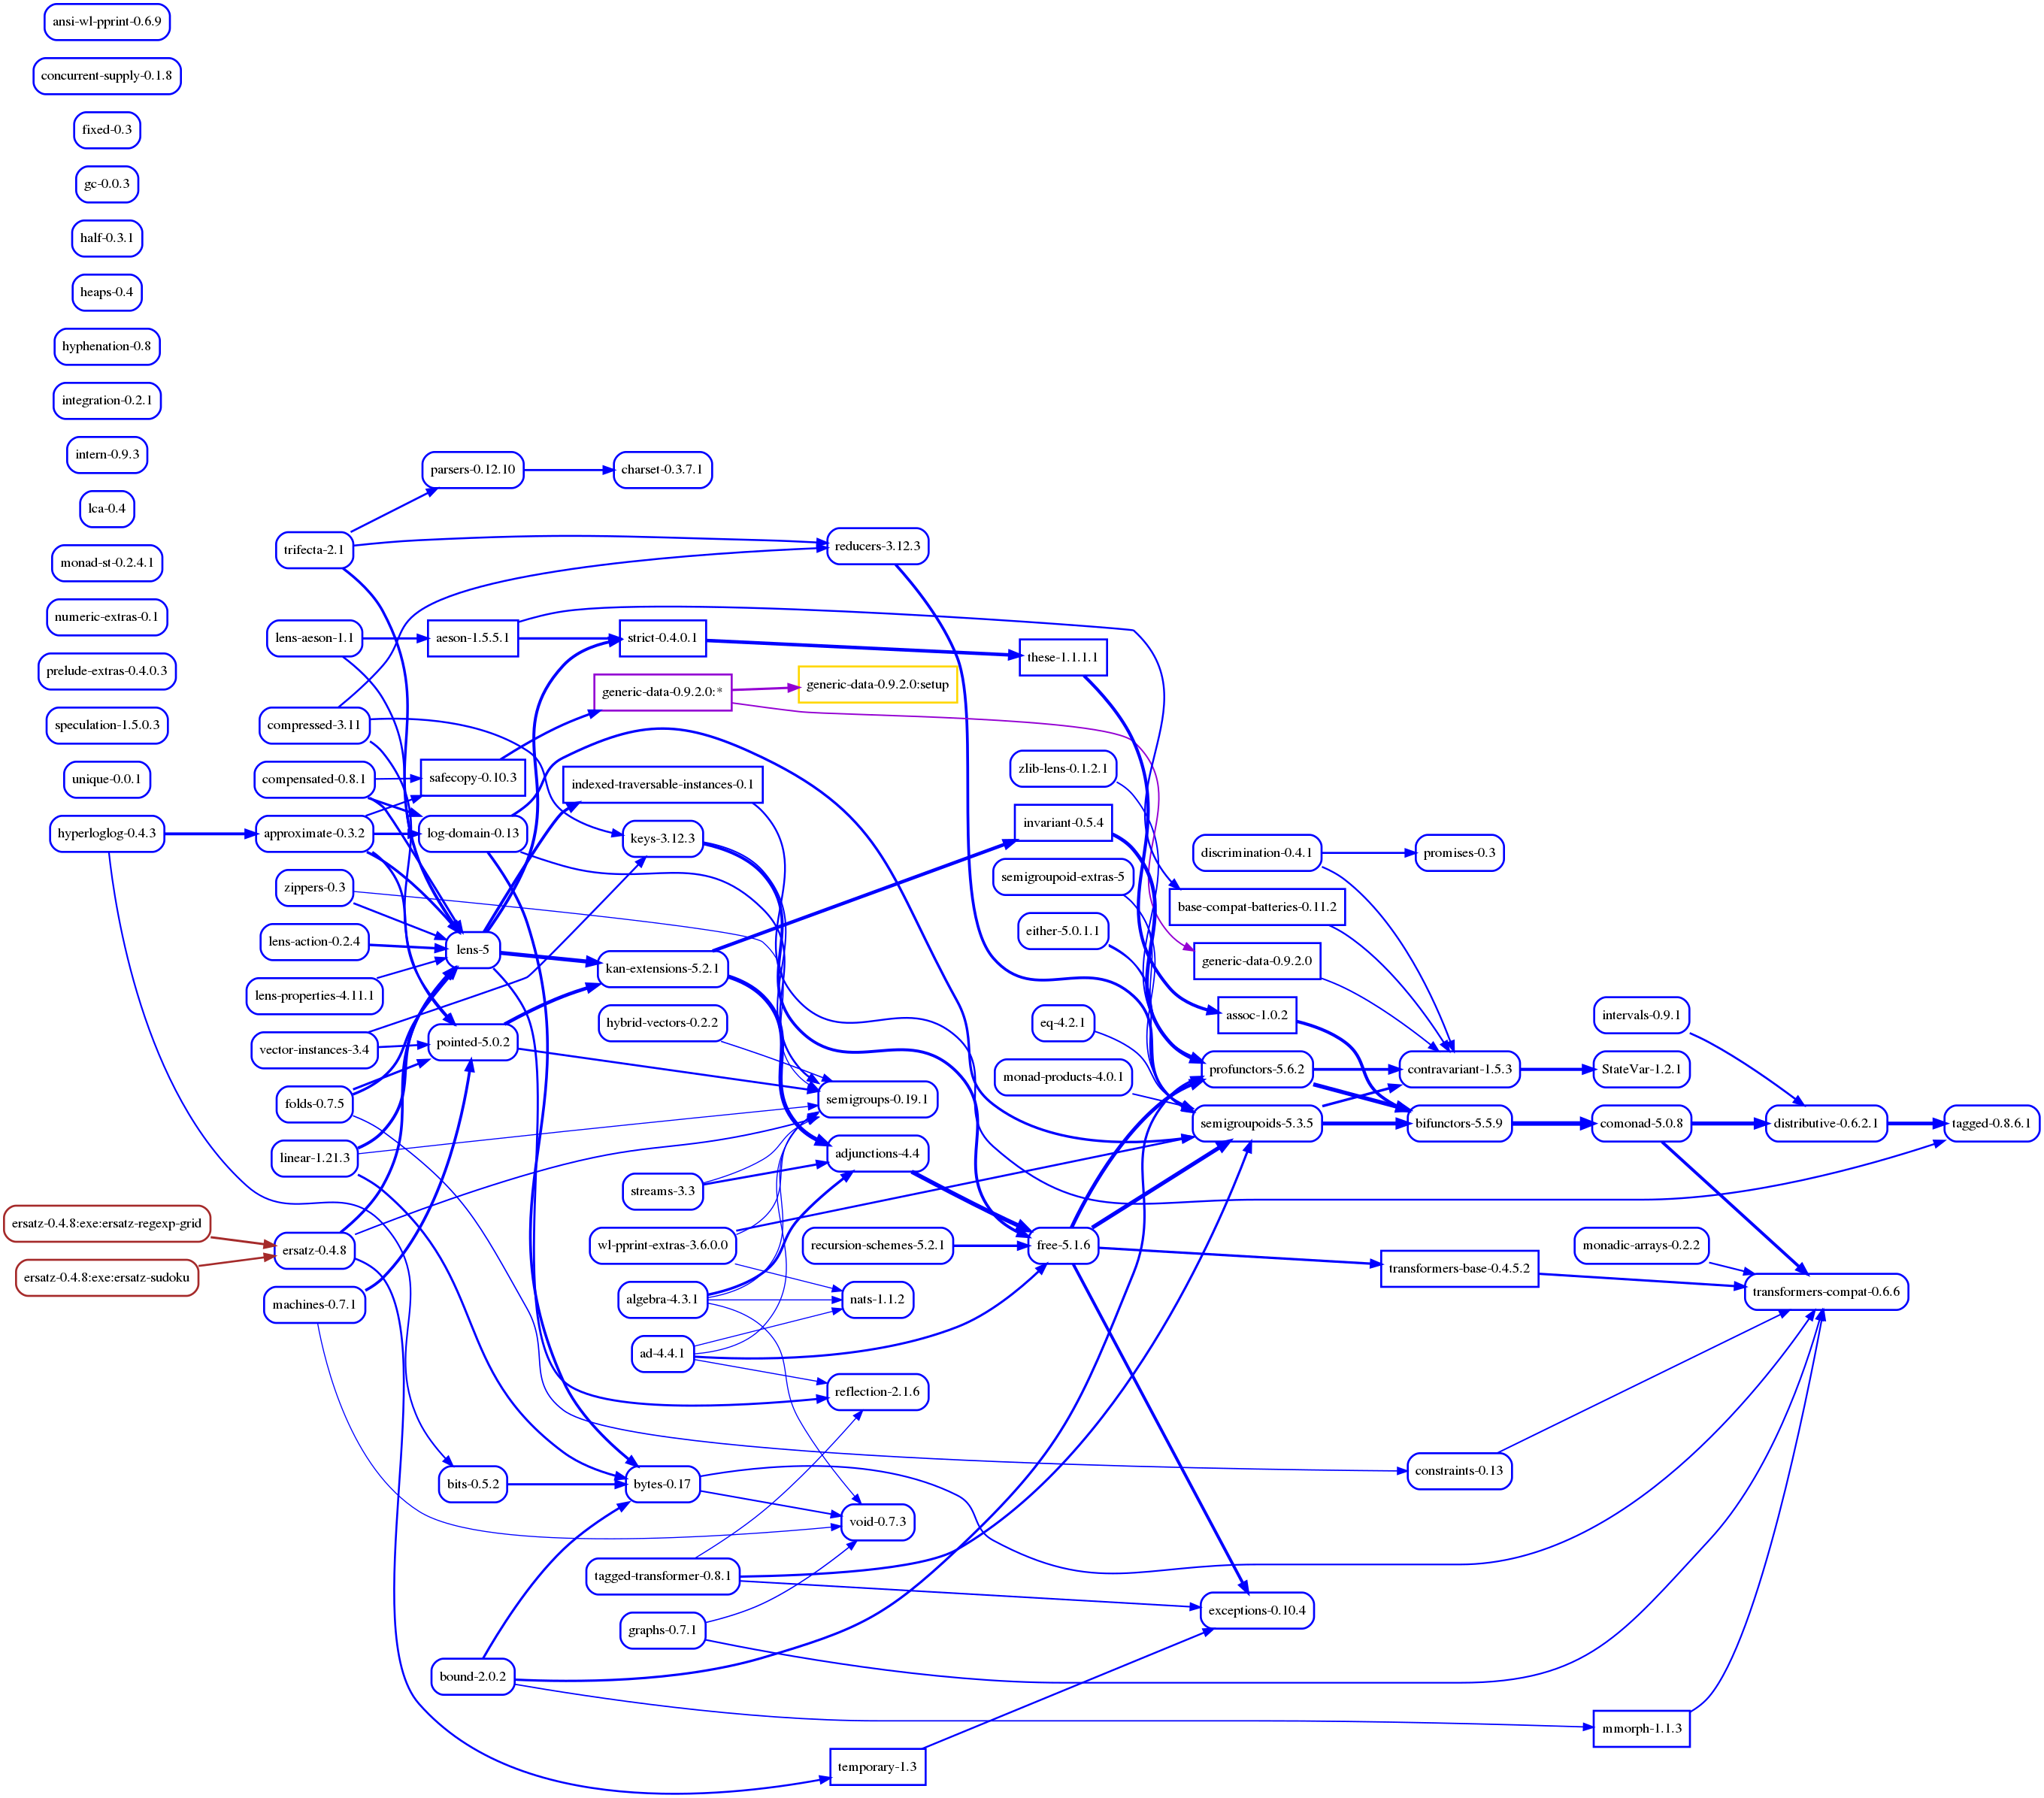 ansi-wl-pprint-0.6.9
concurrent-supply-0.1.8
fixed-0.3
gc-0.0.3
half-0.3.1
heaps-0.4
hyphenation-0.8
integration-0.2.1
intern-0.9.3
lca-0.4
monad-st-0.2.4.1
numeric-extras-0.1
prelude-extras-0.4.0.3
speculation-1.5.0.3
unique-0.0.1
hyperloglog-0.4.3
ersatz-0.4.8:exe:ersatz-regexp-grid
ersatz-0.4.8:exe:ersatz-sudoku
trifecta-2.1
lens-aeson-1.1
compressed-3.11
compensated-0.8.1
approximate-0.3.2
zippers-0.3
lens-action-0.2.4
lens-properties-4.11.1
vector-instances-3.4
folds-0.7.5
linear-1.21.3
ersatz-0.4.8
machines-0.7.1
parsers-0.12.10
aeson-1.5.5.1
safecopy-0.10.3
log-domain-0.13
lens-5
pointed-5.0.2
bits-0.5.2
bound-2.0.2
charset-0.3.7.1
strict-0.4.0.1
generic-data-0.9.2.0:*
indexed-traversable-instances-0.1
keys-3.12.3
kan-extensions-5.2.1
hybrid-vectors-0.2.2
streams-3.3
wl-pprint-extras-3.6.0.0
algebra-4.3.1
ad-4.4.1
bytes-0.17
tagged-transformer-0.8.1
graphs-0.7.1
reducers-3.12.3
generic-data-0.9.2.0:setup
semigroups-0.19.1
adjunctions-4.4
recursion-schemes-5.2.1
nats-1.1.2
reflection-2.1.6
void-0.7.3
temporary-1.3
these-1.1.1.1
zlib-lens-0.1.2.1
invariant-0.5.4
semigroupoid-extras-5
either-5.0.1.1
eq-4.2.1
monad-products-4.0.1
free-5.1.6
discrimination-0.4.1
base-compat-batteries-0.11.2
generic-data-0.9.2.0
assoc-1.0.2
profunctors-5.6.2
semigroupoids-5.3.5
exceptions-0.10.4
promises-0.3
contravariant-1.5.3
bifunctors-5.5.9
transformers-base-0.4.5.2
constraints-0.13
intervals-0.9.1
StateVar-1.2.1
comonad-5.0.8
monadic-arrays-0.2.2
mmorph-1.1.3
distributive-0.6.2.1
transformers-compat-0.6.6
tagged-0.8.6.1